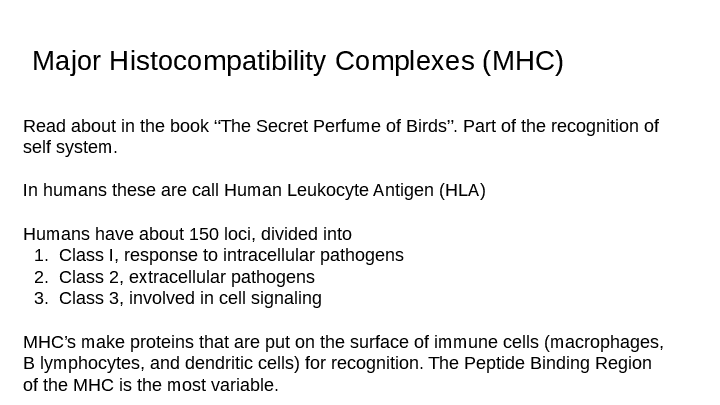 Major Histocompatibility Complexes (MHC)
Read about in the book “The Secret Perfume of Birds”. Part of the recognition of
self system.
In humans these are call Human Leukocyte Antigen (HLA)
Humans have about 150 loci, divided into
1. Class I, response to intracellular pathogens
2. Class 2, extracellular pathogens
3. Class 3, involved in cell signaling
MHC’s make proteins that are put on the surface of immune cells (macrophages,
B lymphocytes, and dendritic cells) for recognition. The Peptide Binding Region
of the MHC is the most variable.